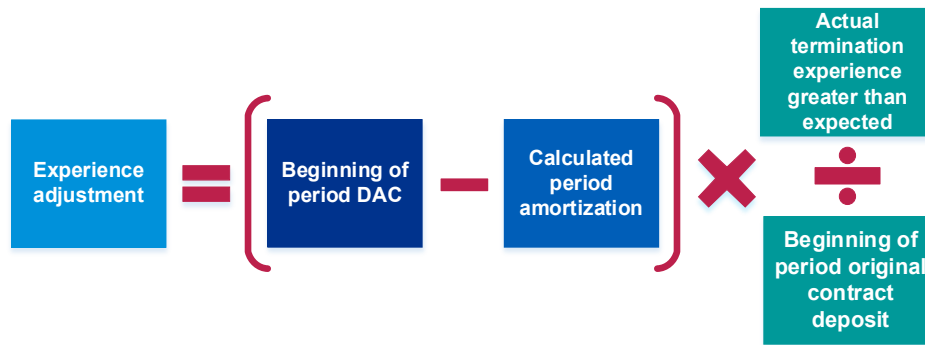 Experience
adjustment
Beginning of
period DAC
Calculated
period
amortization
Actual
termination
experience
greater than
expected
Beginning of
period original
contract
deposit